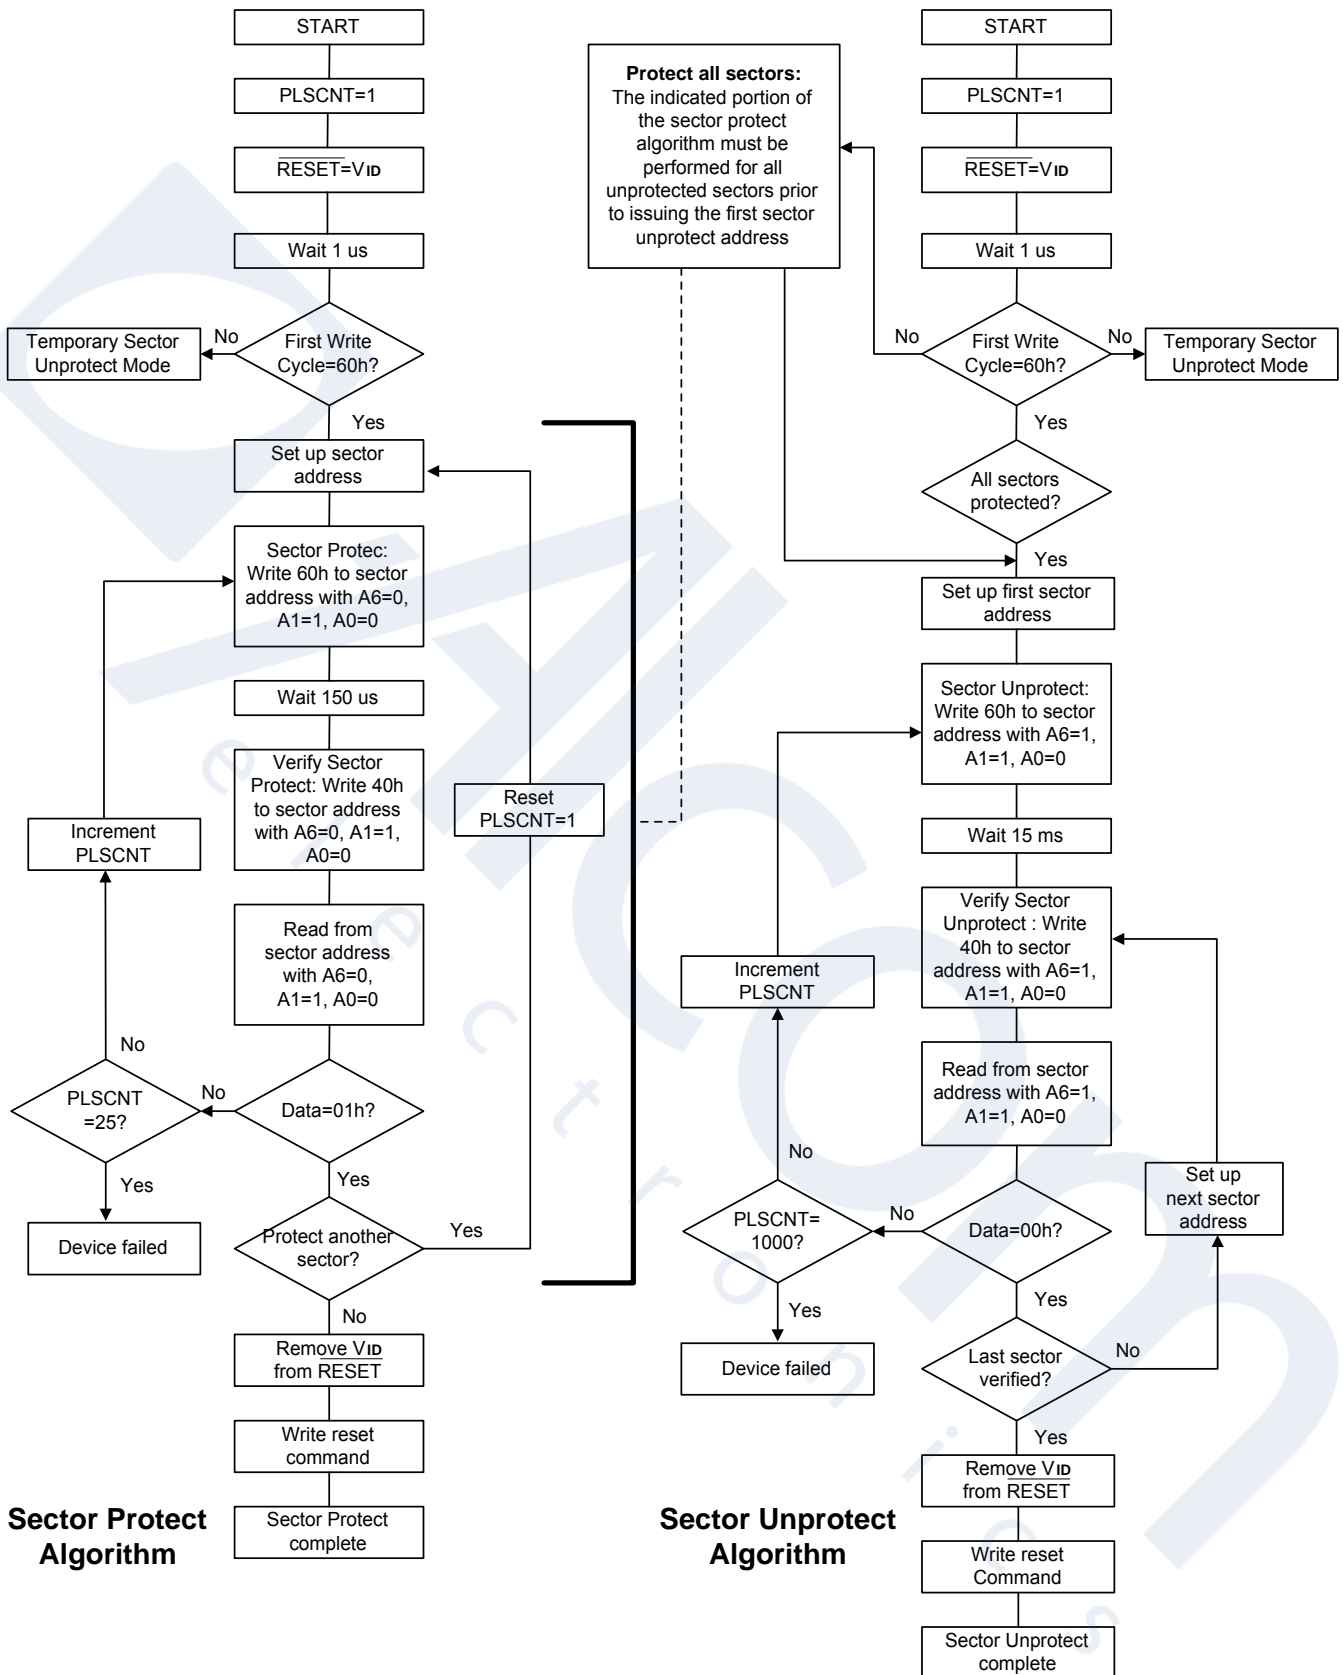 START
PLSCNT=1
RESET=VID
Wait 1 us
First Write
Cycle=60h?
No
Temporary Sector
Unprotect Mode
Yes
Set up sector
address
Sector Protec:
Write 60h to sector
address with A6=0,
A1=1, A0=0
Wait 150 us
Verify Sector
Protect: Write 40h
to sector address
with A6=0, A1=1,
A0=0
Reset
PLSCNT=1
Increment
PLSCNT
Read from
sector address
with A6=0,
A1=1, A0=0
No
PLSCNT
=25?
No
Data=01h?
Yes
Yes
Device failed
Protect another
sector?
Yes
No
Remove VID
from RESET
Write reset
command
Sector Protect
complete
Sector Protect
Algorithm
Protect all sectors:
The indicated portion of
the sector protect
algorithm must be
performed for all
unprotected sectors prior
to issuing the first sector
unprotect address
START
PLSCNT=1
RESET=VID
Wait 1 us
No
First Write
Cycle=60h?
No
Temporary Sector
Unprotect Mode
Yes
All sectors
protected?
Yes
Set up first sector
address
Sector Unprotect:
Write 60h to sector
address with A6=1,
A1=1, A0=0
Wait 15 ms
Verify Sector
Unprotect : Write
40h to sector
address with A6=1,
A1=1, A0=0
Increment
PLSCNT
Read from sector
address with A6=1,
A1=1, A0=0
No
Set up
next sector
address
PLSCNT=
1000?
No
Data=00h?
Yes
Yes
Device failed
Last sector
verified?
No
Yes
Remove VID
from RESET
Write reset
Command
Sector Unprotect
complete
Sector Unprotect
Algorithm
AICom
electronics